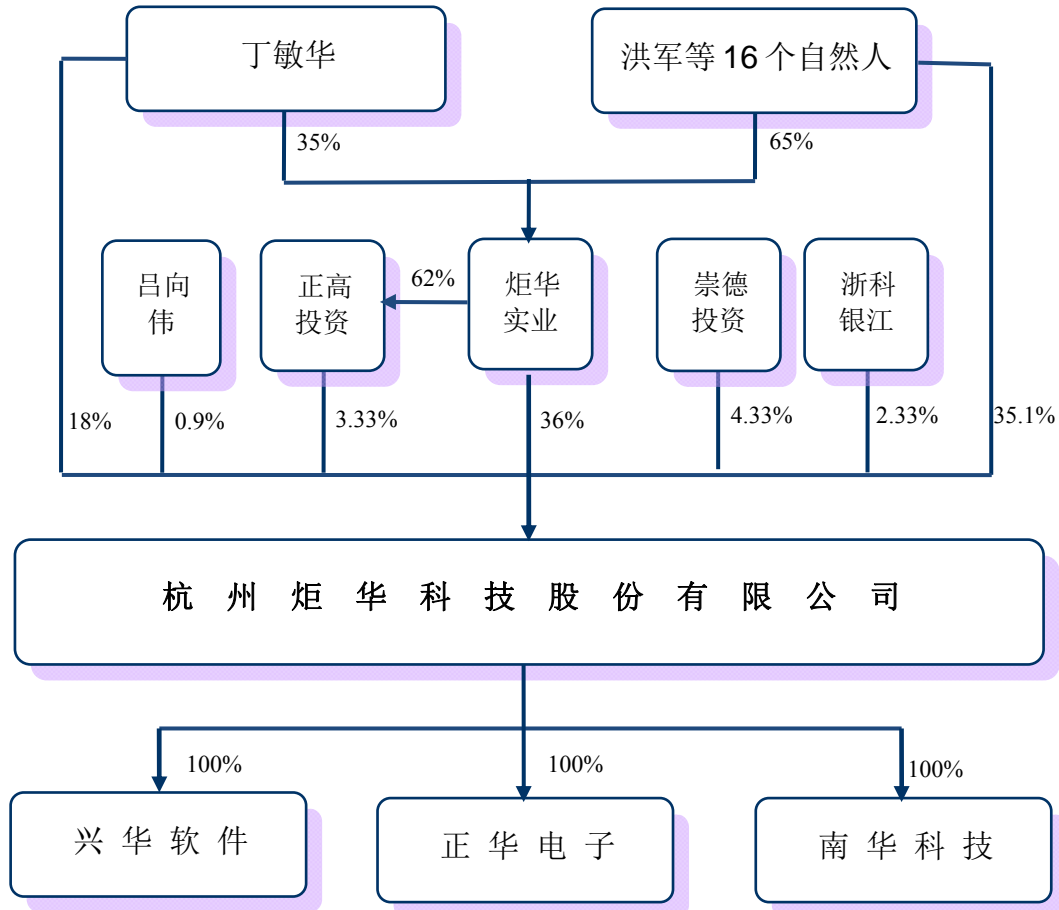 丁敏华
洪军等 16 个自然人
35%
65%
吕向
伟
正高
投资
62%
炬华
实业
崇德
投资
浙科
银江
18%
0.9%
3.33%
36%
4.33%
2.33%
35.1%
杭 州 炬 华 科 技 股 份 有 限 公 司
100%
100%
100%
兴 华 软 件
正 华 电 子
南 华 科 技